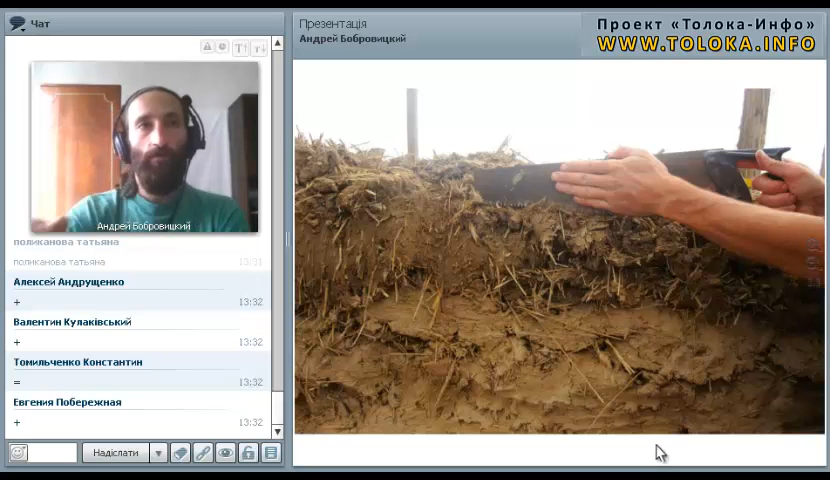 Чат
Андрей Бобровицкий
поликанова татьяна
поликанова татьяна 13:31
Алексей Андрущенко
+ 13:32
Валентин Кулаківський
+ 13:32
Томильченко Константин
= 13:32
Евгения Побережная
+ 13:32
Надіслати
Презентація
Андрей Бобровицкий
Проект «Толока-Инфо»
WWW.TOLOKA.INFO